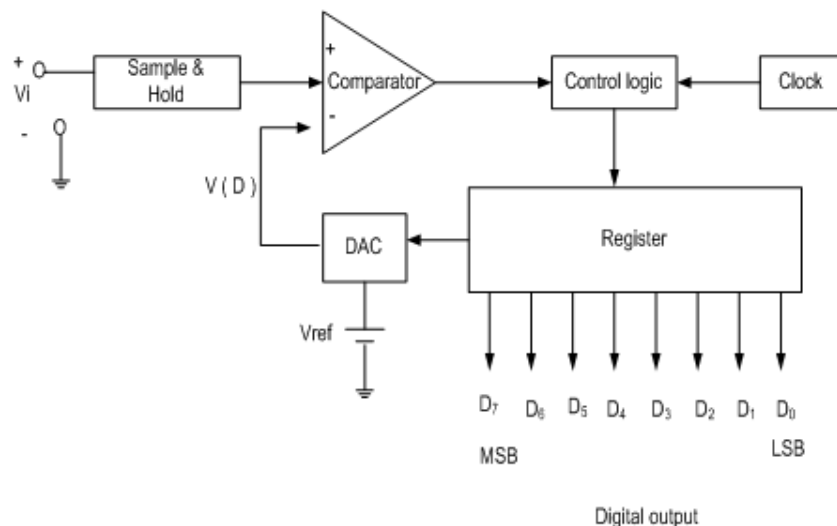 +
Vi
-
Sample &
Hold
+
Comparator
-
Control logic
Clock
V ( D )
DAC
Register
Vref
D₇ D₆ D₅ D₄ D₃ D₂ D₁ D₀
MSB LSB
Digital output